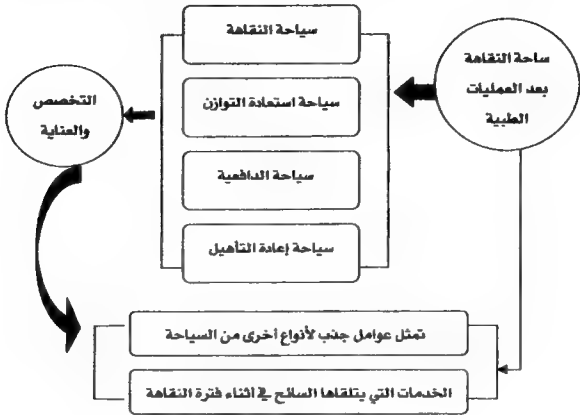 ساحة النقاهة
بعد العمليات
الطبية
سياحة النقاهة
سياحة استعادة التوازن
سياحة الدافعية
سياحة إعادة التأهيل
التخصص
والعناية
تمثل عوامل جذب لأنواع أخرى من السياحة
الخدمات التي يتلقاها السائح في أثناء فترة النقاهة